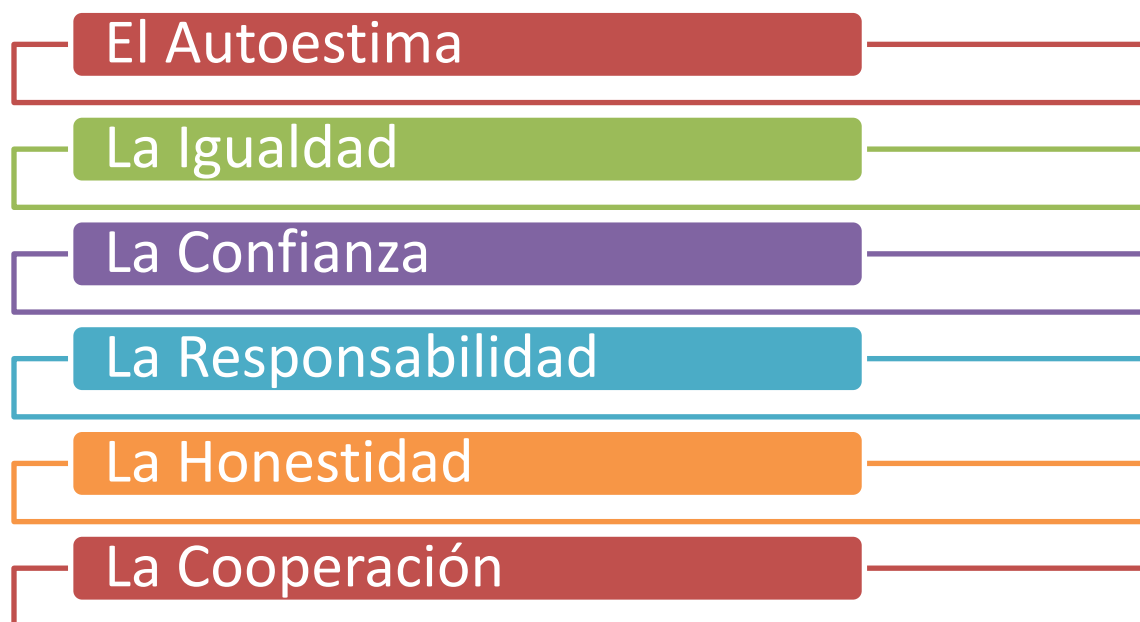 El Autoestima
La Igualdad
La Confianza
La Responsabilidad
La Honestidad
La Cooperación